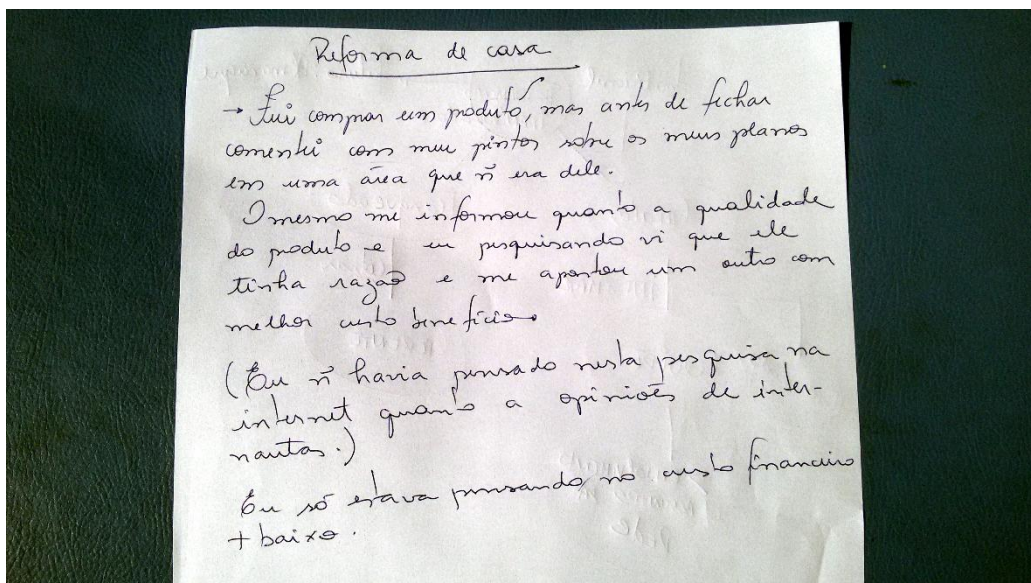 Reforma de casa
→ Fui comprar um produto, mas antes de fechar
comentei com meu pintor sobre os meus planos
em uma área que ñ era dele.
O mesmo me informou quanto a qualidade
do produto e eu pesquisando vi que ele
tinha razão e me apontou um outro com
melhor custo benefício.
(Eu ñ havia pensado nesta pesquisa na
internet quanto a opiniões de inter-
nautas.)
Eu só estava pensando no custo financeiro
+ baixo.